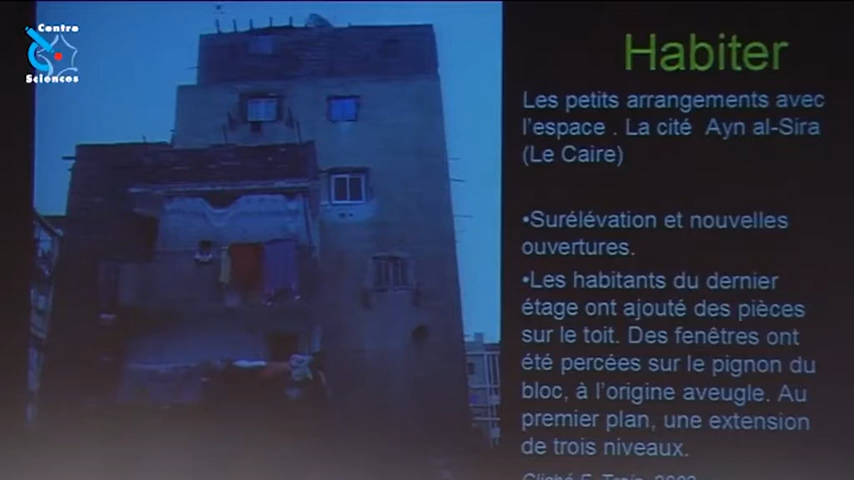 Centre
Sciences
Habiter
Les petits arrangements avec
l'espace . La cité Ayn al-Sira
(Le Caire)
•Surélévation et nouvelles
ouvertures.
•Les habitants du dernier
étage ont ajouté des pièces
sur le toit. Des fenêtres ont
été percées sur le pignon du
bloc, à l'origine aveugle. Au
premier plan, une extension
de trois niveaux.
Cliché F. Troin